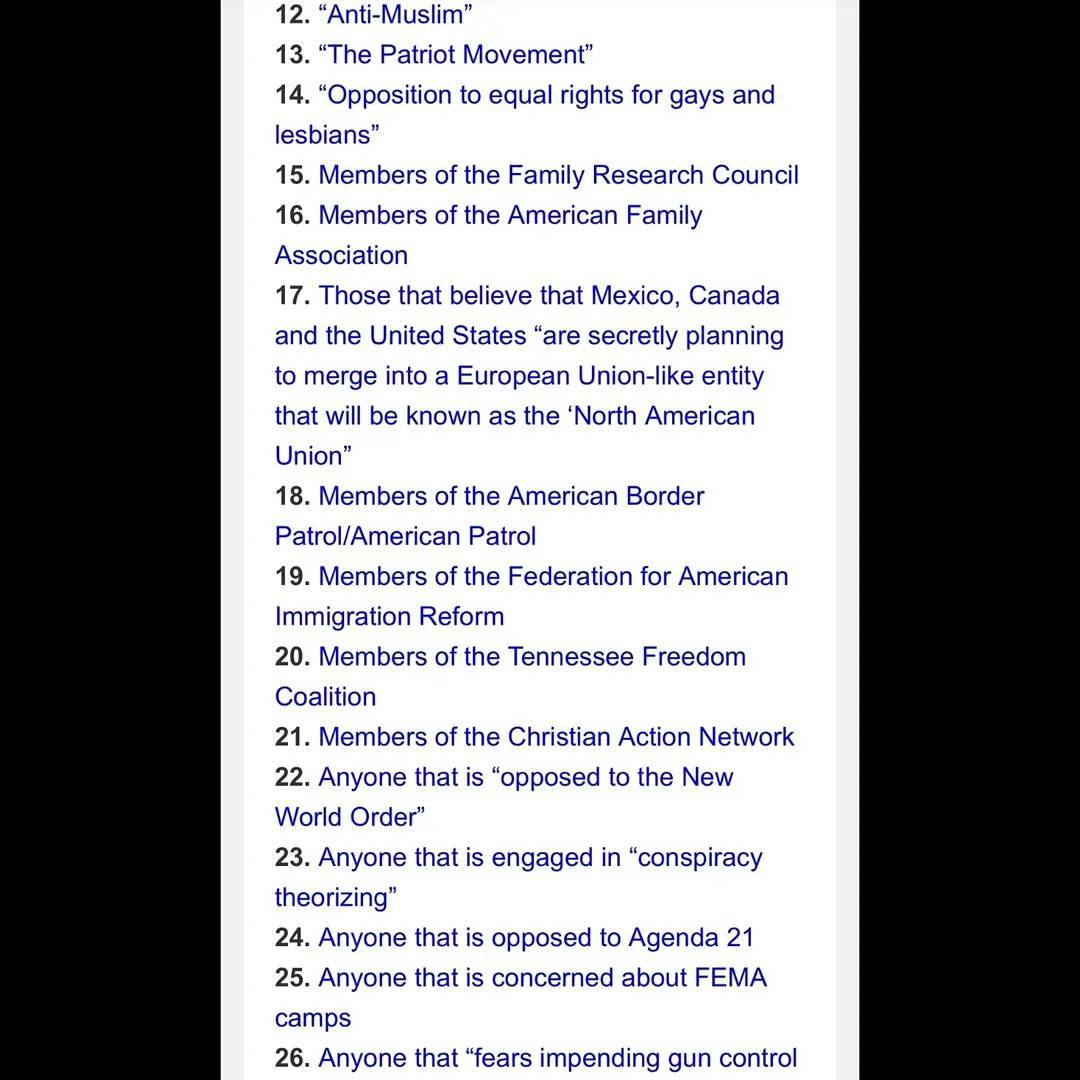 12. “Anti-Muslim”
13. “The Patriot Movement”
14. “Opposition to equal rights for gays and
lesbians”
15. Members of the Family Research Council
16. Members of the American Family
Association
17. Those that believe that Mexico, Canada
and the United States “are secretly planning
to merge into a European Union-like entity
that will be known as the ‘North American
Union”
18. Members of the American Border
Patrol/American Patrol
19. Members of the Federation for American
Immigration Reform
20. Members of the Tennessee Freedom
Coalition
21. Members of the Christian Action Network
22. Anyone that is “opposed to the New
World Order”
23. Anyone that is engaged in “conspiracy
theorizing”
24. Anyone that is opposed to Agenda 21
25. Anyone that is concerned about FEMA
camps
26. Anyone that “fears impending gun control